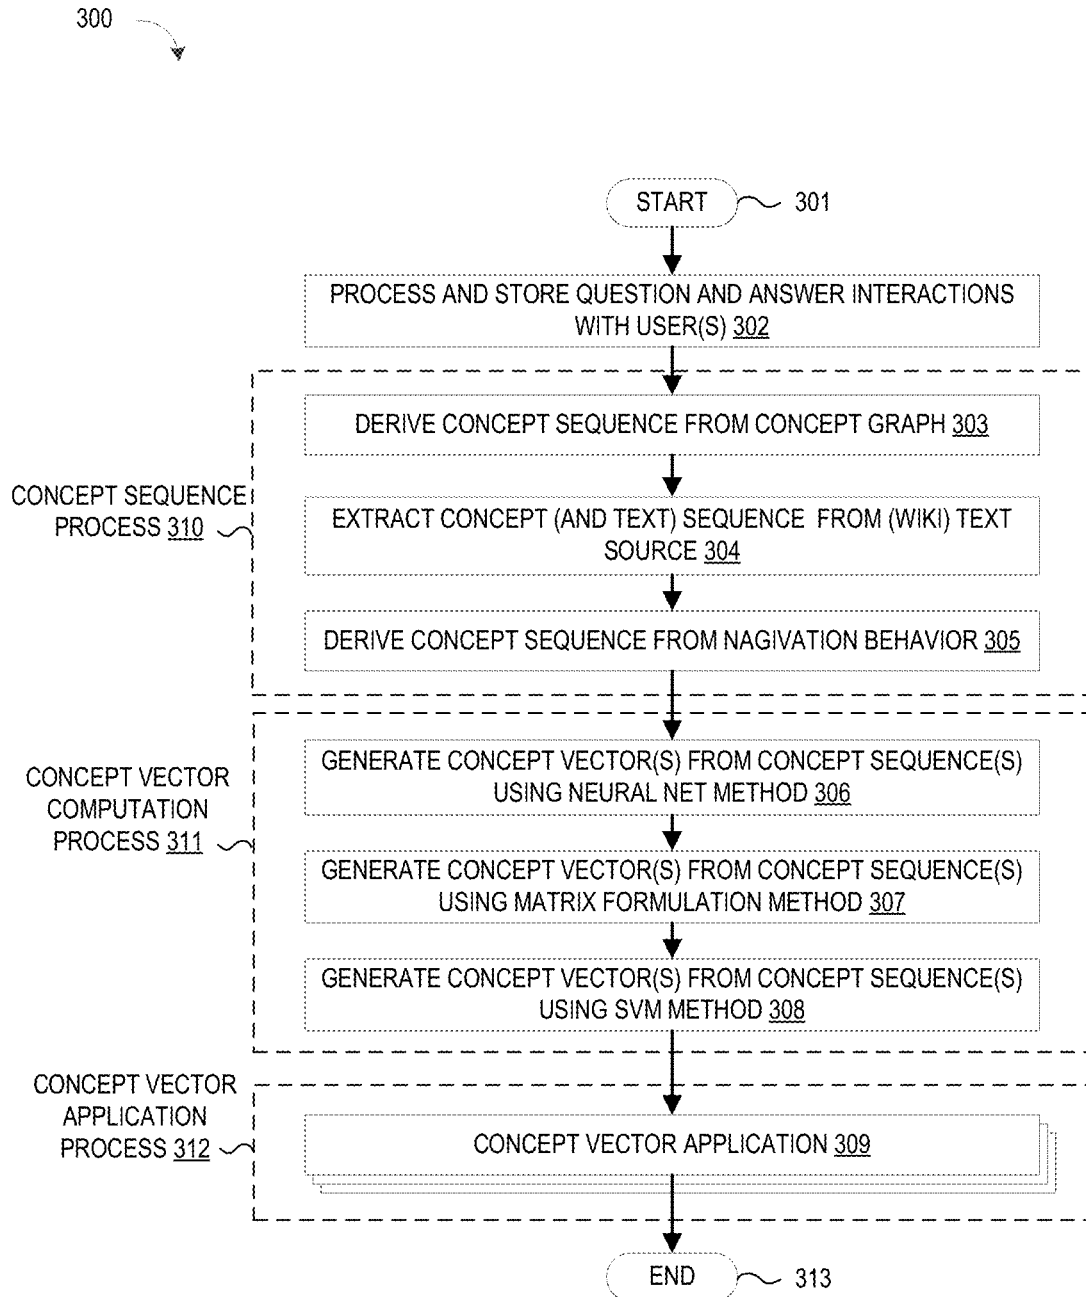 300
START
301
PROCESS AND STORE QUESTION AND ANSWER INTERACTIONS
WITH USER(S) 302
DERIVE CONCEPT SEQUENCE FROM CONCEPT GRAPH 303
CONCEPT SEQUENCE
PROCESS 310
EXTRACT CONCEPT (AND TEXT) SEQUENCE FROM (WIKI) TEXT
SOURCE 304
DERIVE CONCEPT SEQUENCE FROM NAGIVATION BEHAVIOR 305
CONCEPT VECTOR
COMPUTATION
PROCESS 311
GENERATE CONCEPT VECTOR(S) FROM CONCEPT SEQUENCE(S)
USING NEURAL NET METHOD 306
GENERATE CONCEPT VECTOR(S) FROM CONCEPT SEQUENCE(S)
USING MATRIX FORMULATION METHOD 307
GENERATE CONCEPT VECTOR(S) FROM CONCEPT SEQUENCE(S)
USING SVM METHOD 308
CONCEPT VECTOR
APPLICATION
PROCESS 312
CONCEPT VECTOR APPLICATION 309
END
313